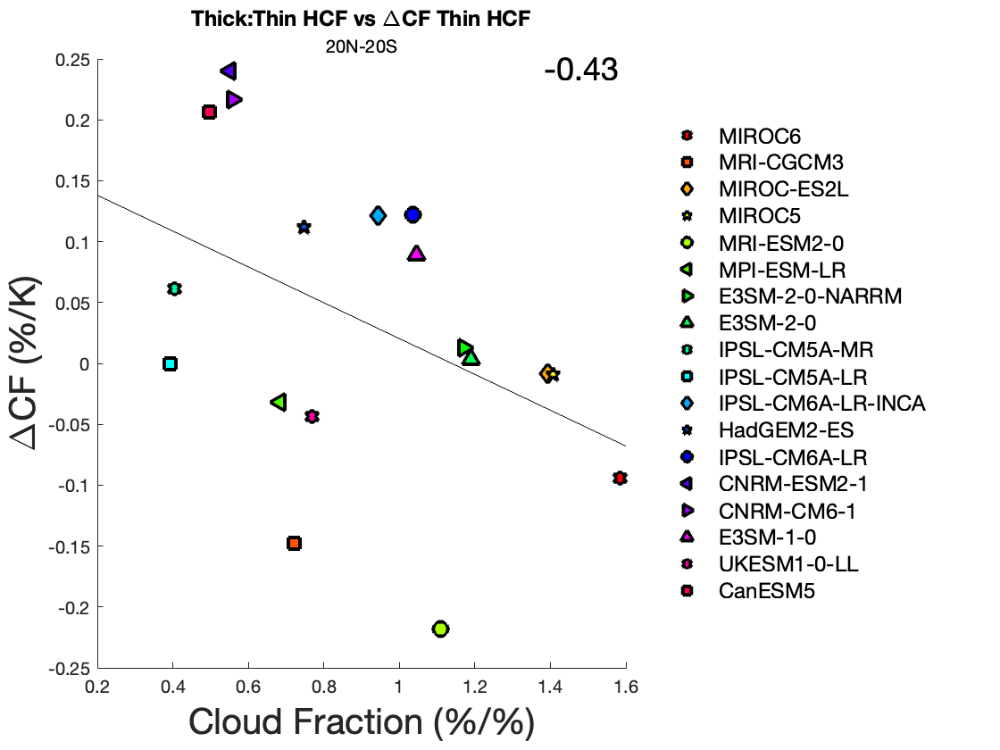 Thick:Thin HCF vs △CF Thin HCF
20N-20S
-0.43
0.25
0.2
0.15
0.1
0.05
0
-0.05
-0.1
-0.15
-0.2
-0.25
△CF (%/K)
0.2 0.4 0.6 0.8 1 1.2 1.4 1.6
Cloud Fraction (%/%)
MIROC6
MRI-CGCM3
MIROC-ES2L
MIROC5
MRI-ESM2-0
MPI-ESM-LR
E3SM-2-0-NARRM
E3SM-2-0
IPSL-CM5A-MR
IPSL-CM5A-LR
IPSL-CM6A-LR-INCA
HadGEM2-ES
IPSL-CM6A-LR
CNRM-ESM2-1
CNRM-CM6-1
E3SM-1-0
UKESM1-0-LL
CanESM5